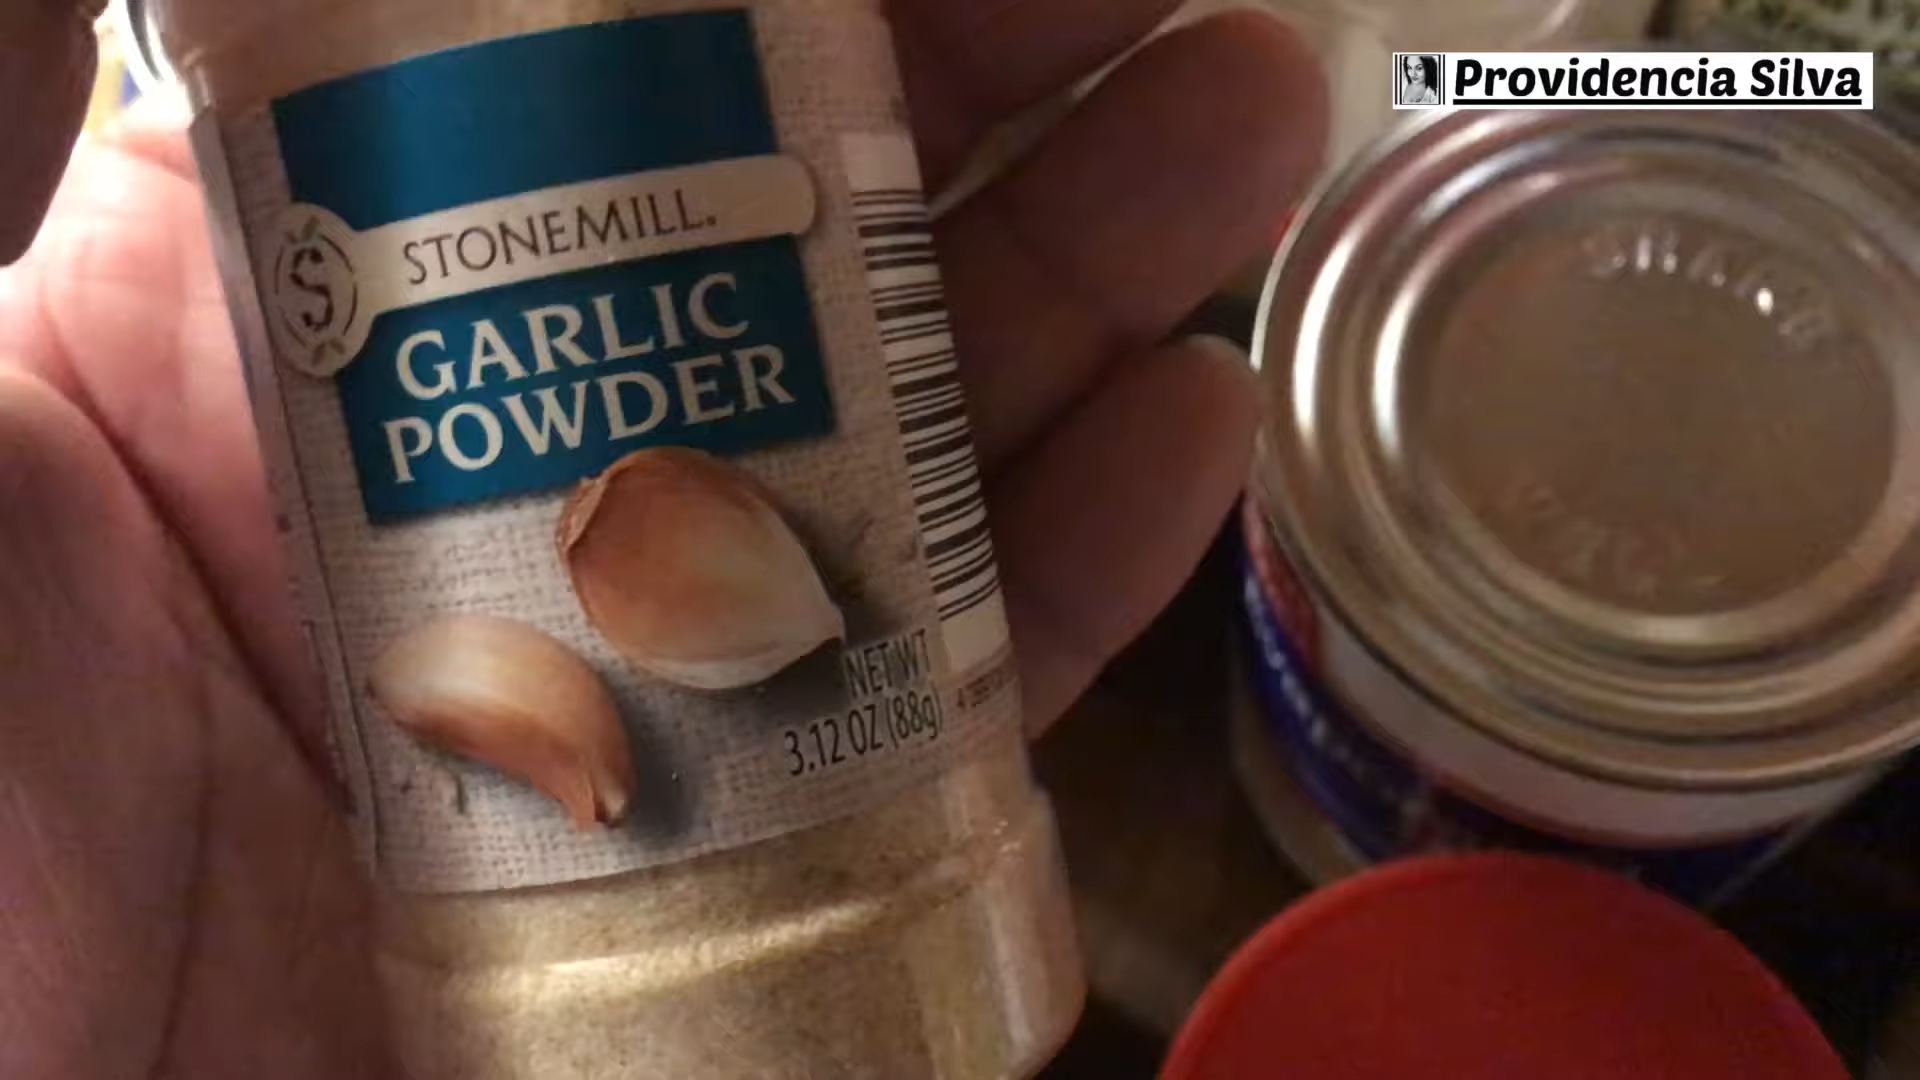 Providencia Silva
STONEMILL.
GARLIC
POWDER
NET WT
3.12 OZ (88g)